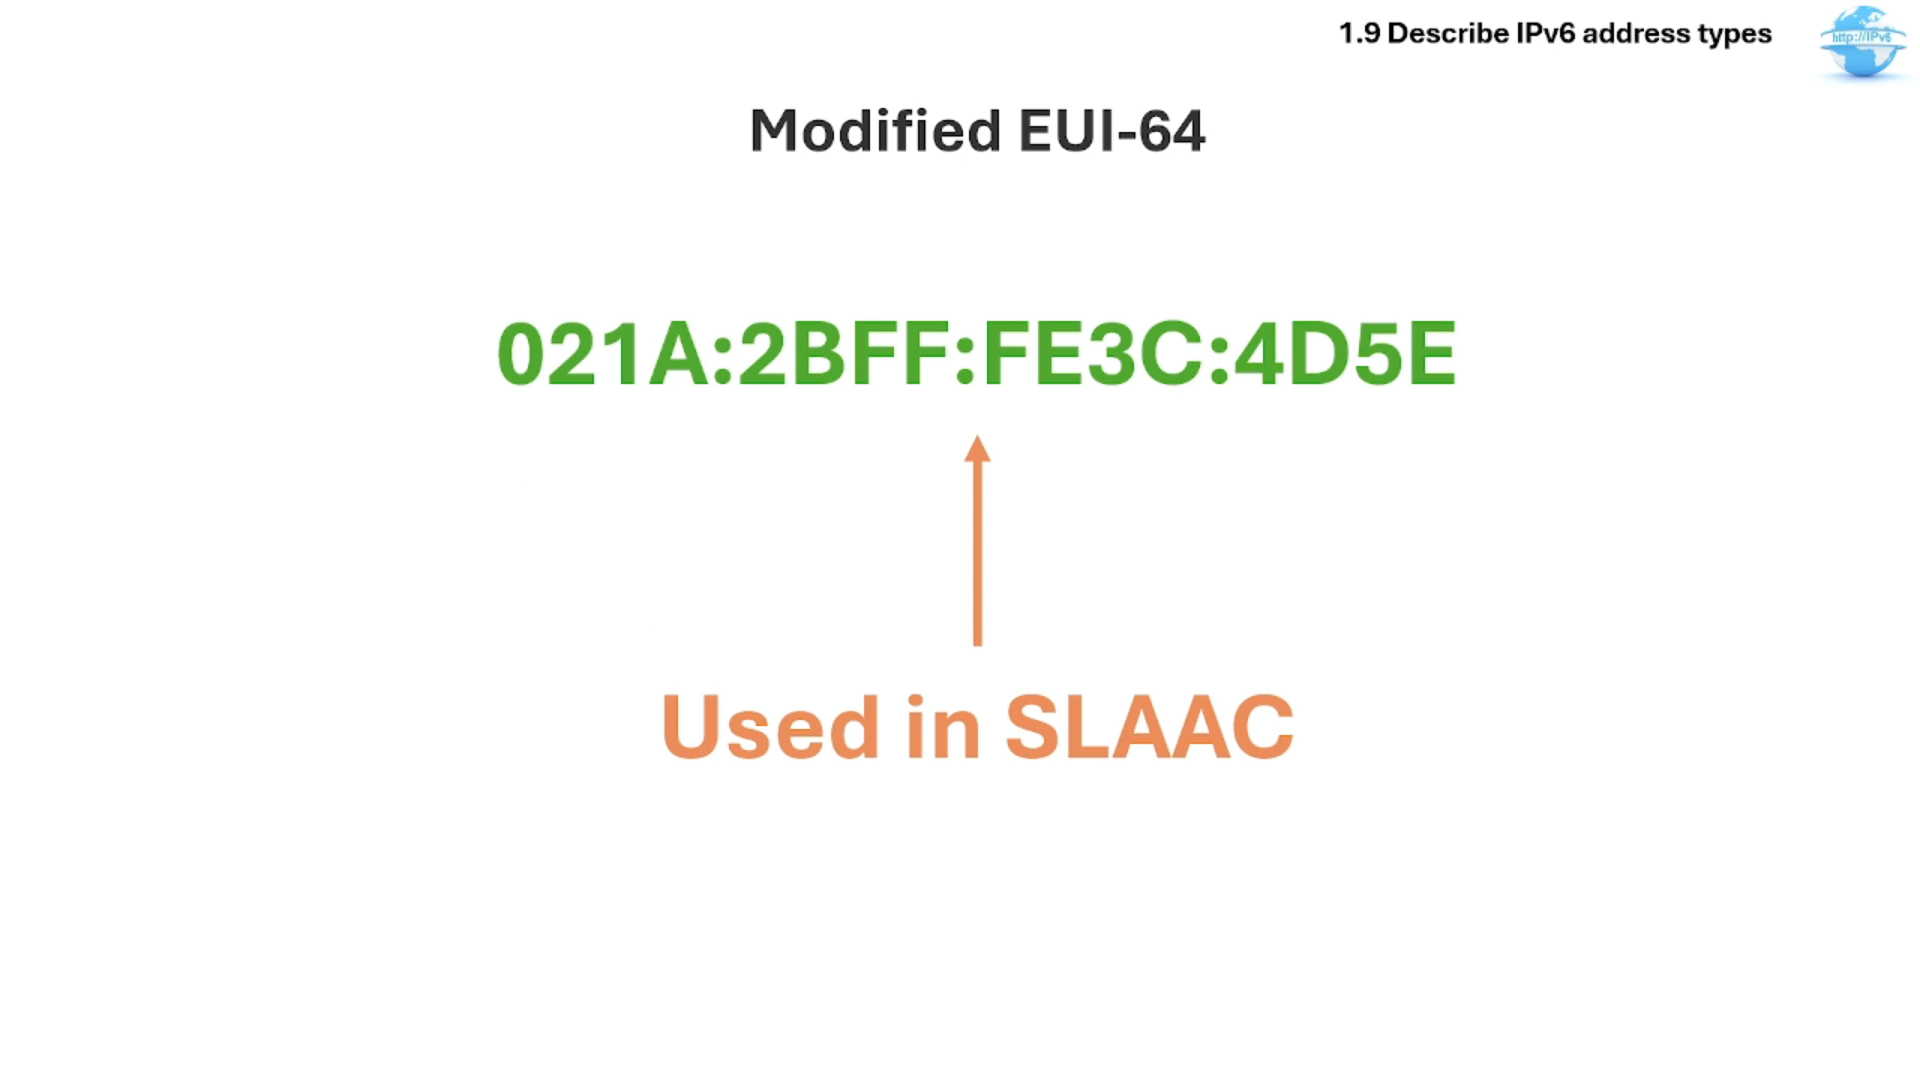 1.9 Describe IPv6 address types
http://IPv6
Modified EUI-64
021A:2BFF:FE3C:4D5E
Used in SLAAC